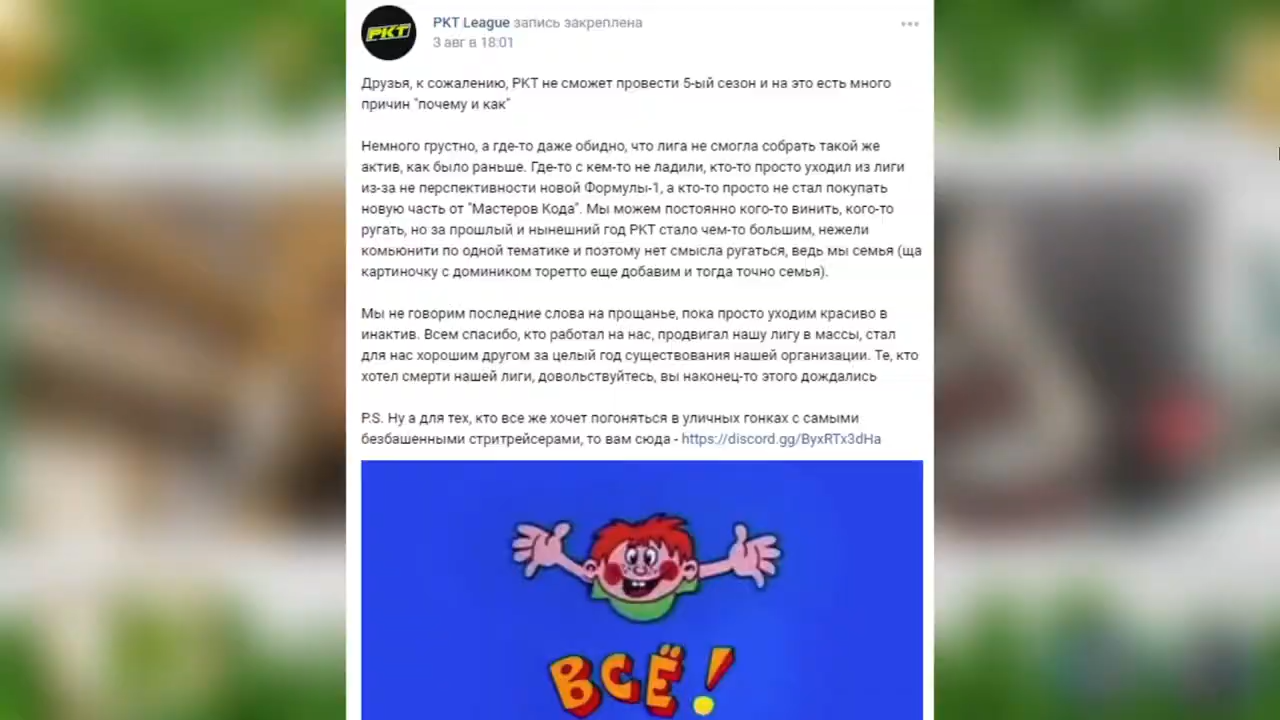 РКТ
PKT League запись закреплена
3 авг в 18:01
Друзья, к сожалению, РКТ не сможет провести 5-ый сезон и на это есть много
причин "почему и как"
Немного грустно, а где-то даже обидно, что лига не смогла собрать такой же
актив, как было раньше. Где-то с кем-то не ладили, кто-то просто уходил из лиги
из-за не перспективности новой Формулы-1, а кто-то просто не стал покупать
новую часть от "Мастеров Кода". Мы можем постоянно кого-то винить, кого-то
ругать, но за прошлый и нынешний год РКТ стало чем-то большим, нежели
комьюнити по одной тематике и поэтому нет смысла ругаться, ведь мы семья (ща
картиночку с домиником торетто еще добавим и тогда точно семья).
Мы не говорим последние слова на прощанье, пока просто уходим красиво в
инактив. Всем спасибо, кто работал на нас, продвигал нашу лигу в массы, стал
для нас хорошим другом за целый год существования нашей организации. Те, кто
хотел смерти нашей лиги, довольствуйтесь, вы наконец-то этого дождались
P.S. Ну а для тех, кто все же хочет погоняться в уличных гонках с самыми
безбашенными стритрейсерами, то вам сюда - https://discord.gg/ByxRTx3dHa
ВСЁ!